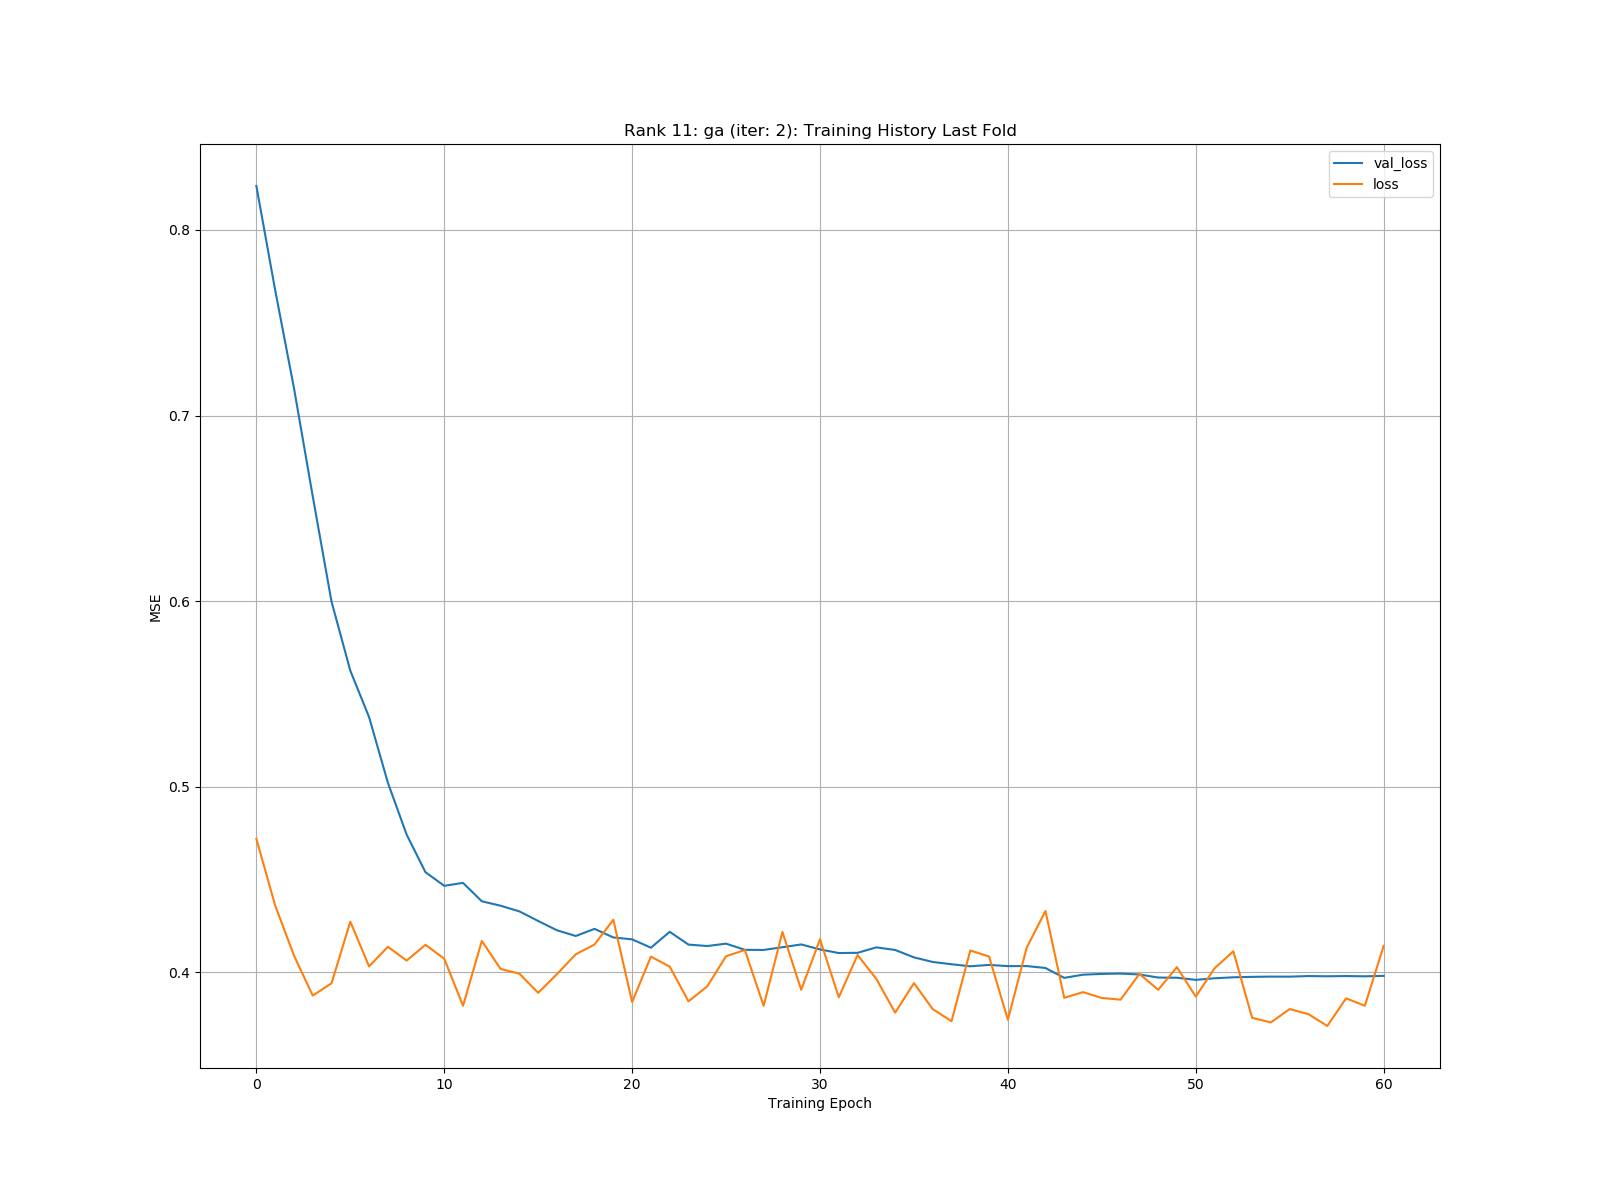 Rank 11: ga (iter: 2): Training History Last Fold
val_loss
loss
0.8
0.7
0.6
0.5
0.4
MSE
0 10 20 30 40 50 60
Training Epoch